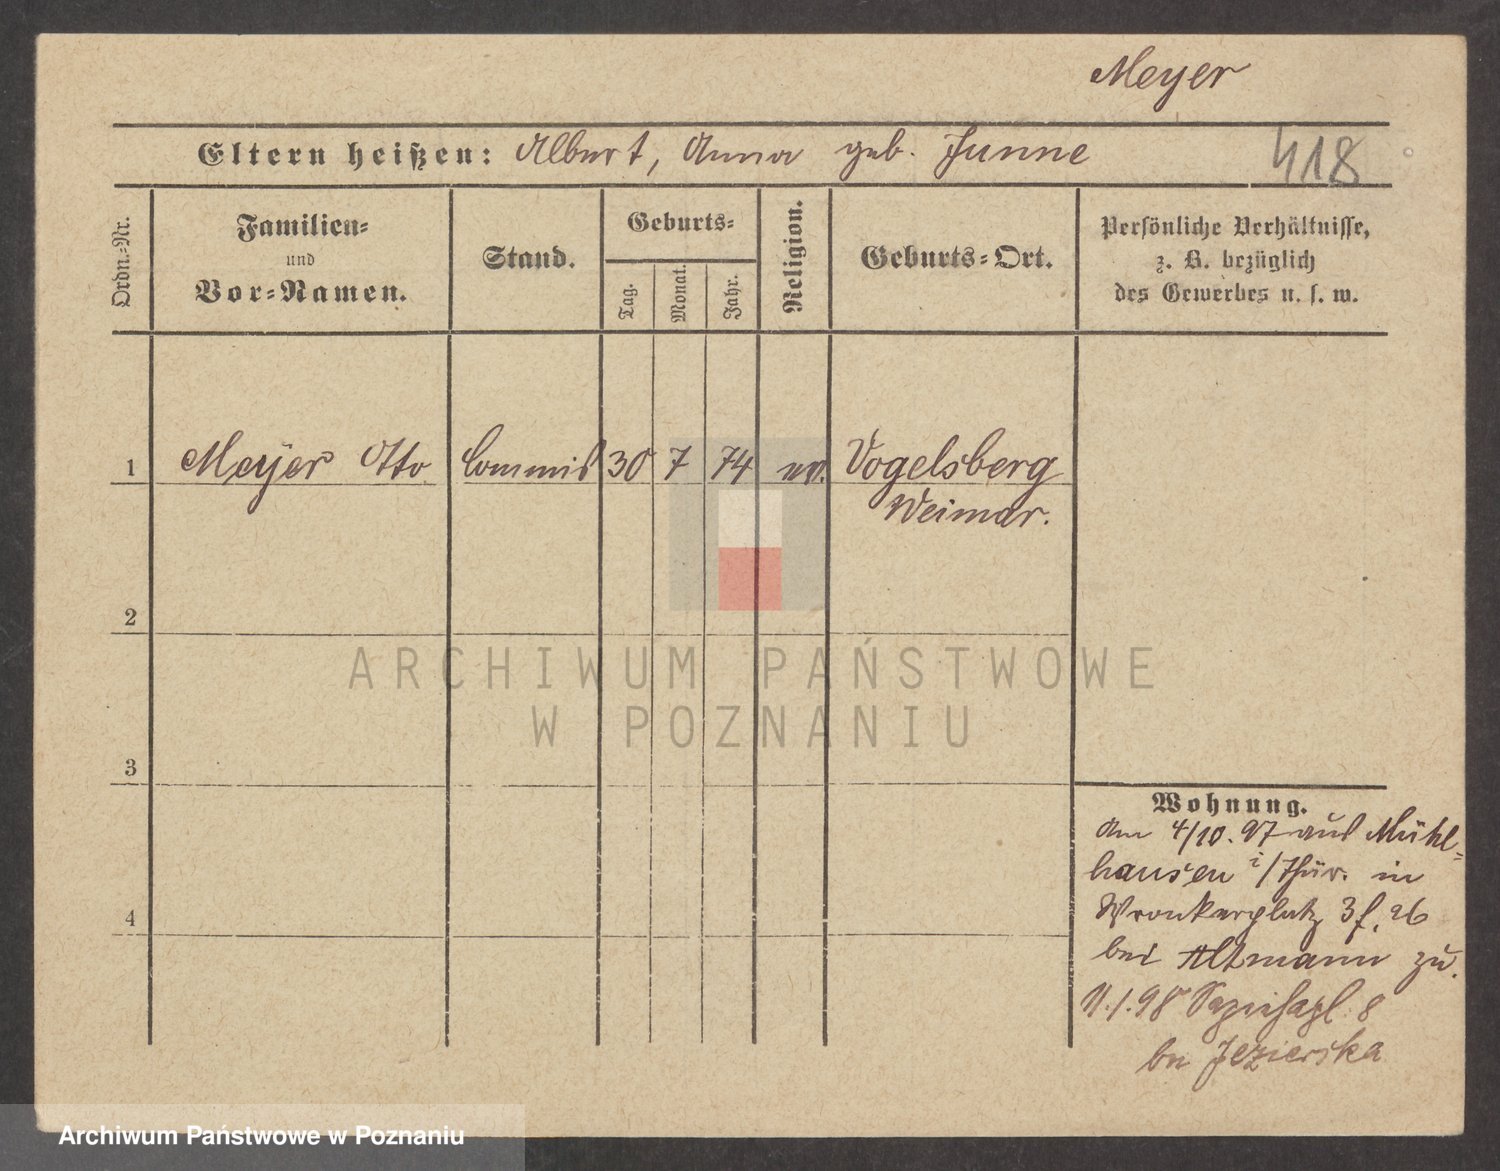 Meyer
Eltern heißen: Albert, Anna geb. Junne
418
Ordn.-Nr.
Familien-
und
Vor-Namen.
Stand.
Geburts-
Tag.
Monat.
Jahr.
Religion.
Geburts-Ort.
Persönliche Verhältnisse,
z. B. bezüglich
des Gewerbes u. s. w.
1 Meyer Otto Commis 30 7 74 ev. Vogelsberg
Weimar.
2
3
4
ARCHIWUM PAŃSTWOWE
W POZNANIU
Wohnung.
Am 4/10.97 aus Mühl-
hausen i/Thür. in
Wronkerplatz 3 f. 26
bei Altmann zu.
11.1.98 Sapiehapl. 8
bei Jezierska
Archiwum Państwowe w Poznaniu